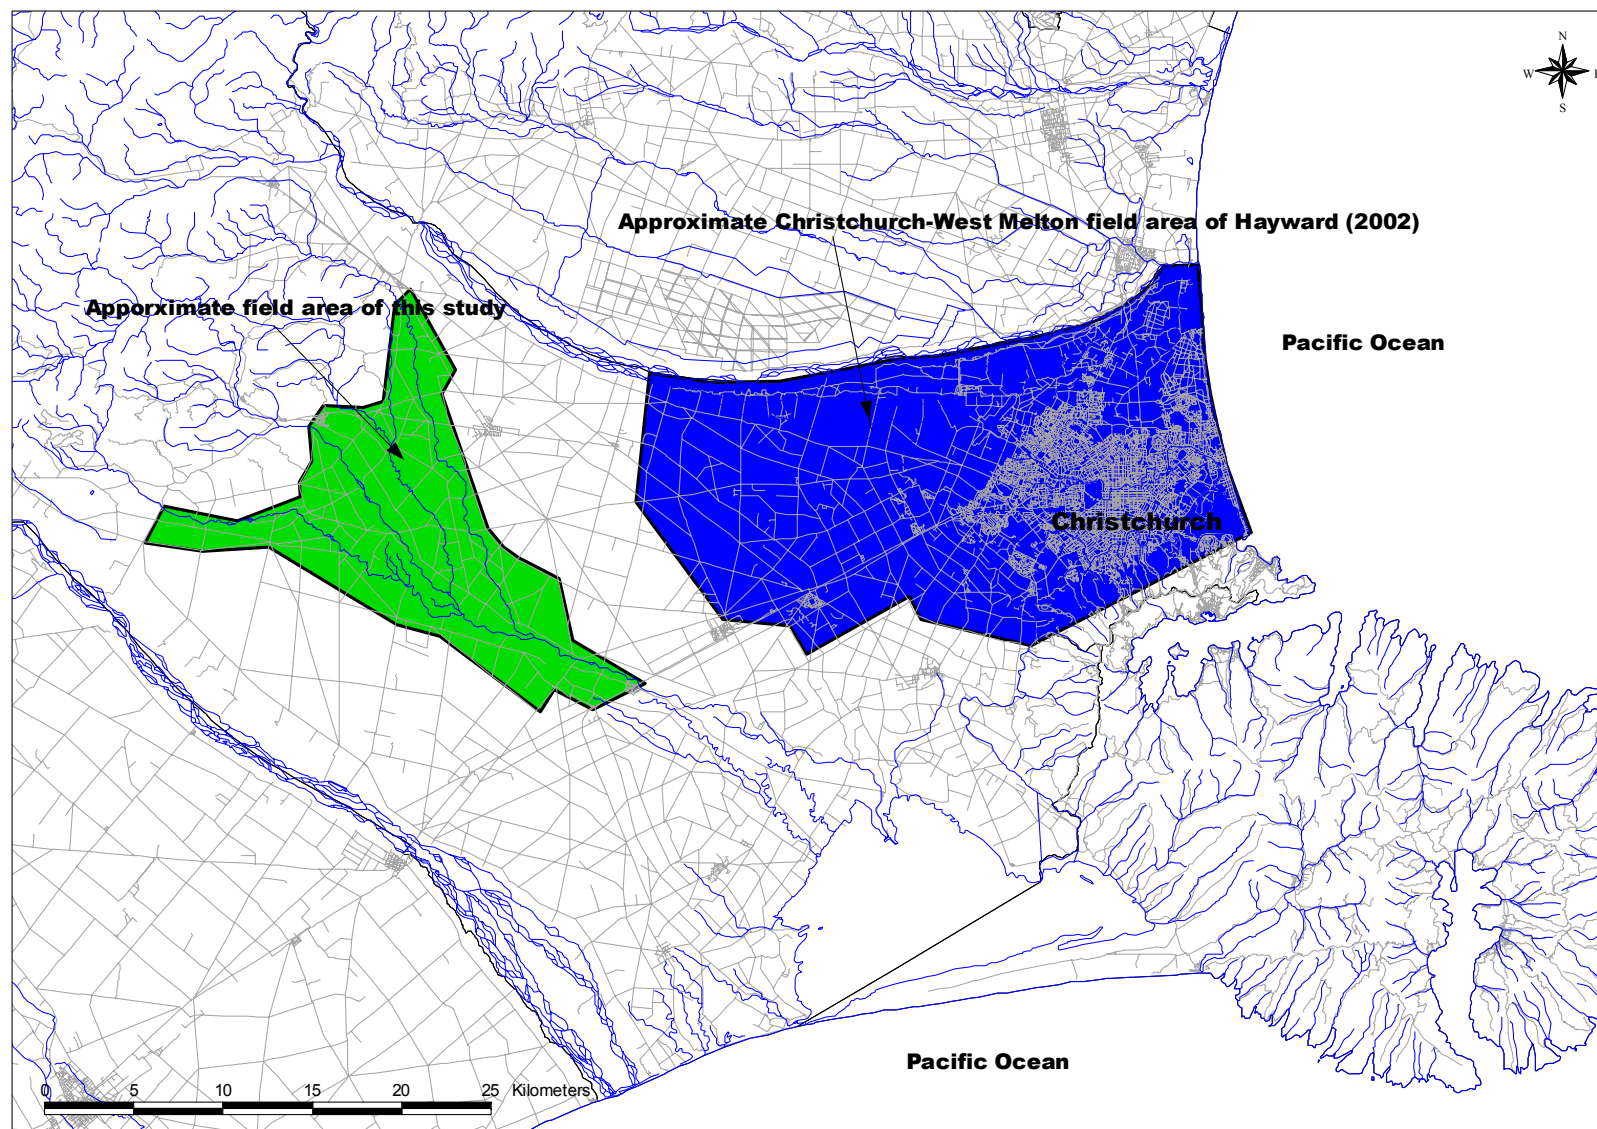 N
W E
S
Approximate Christchurch-West Melton field area of Hayward (2002)
Apporximate field area of this study
Pacific Ocean
Christchurch
Pacific Ocean
0 5 10 15 20 25 Kilometers